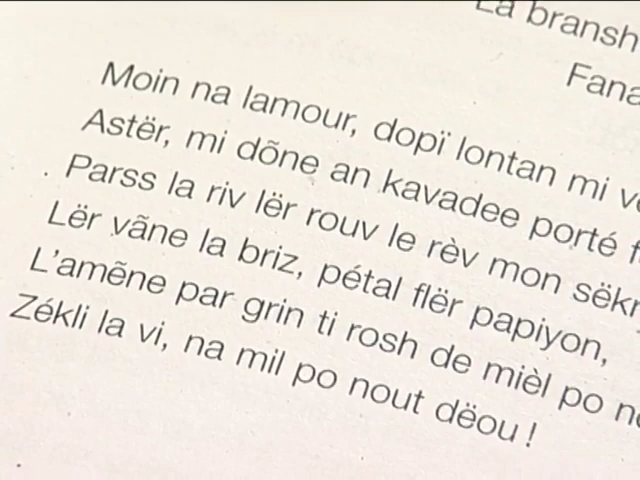 La bransh
Fana
Moin na lamour, dopï lontan mi
Astër, mi dõne an kavadee porté
Parss la riv lër rouv le rèv mon sëkr
Lër vãne la briz, pétal flër papiyon,
L'amẽne par grin ti rosh de mièl po
Zékli la vi, na mil po nout dëou !